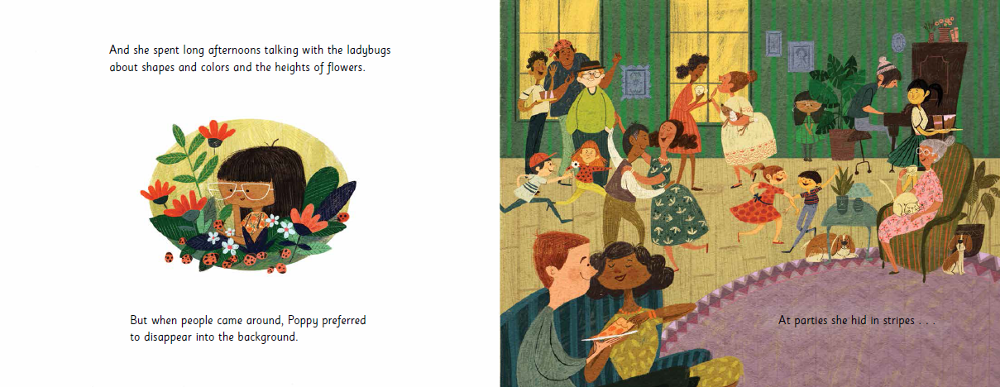 And she spent long afternoons talking with the ladybugs
about shapes and colors and the heights of flowers.
But when people came around, Poppy preferred
to disappear into the background.
At parties she hid in stripes . . .